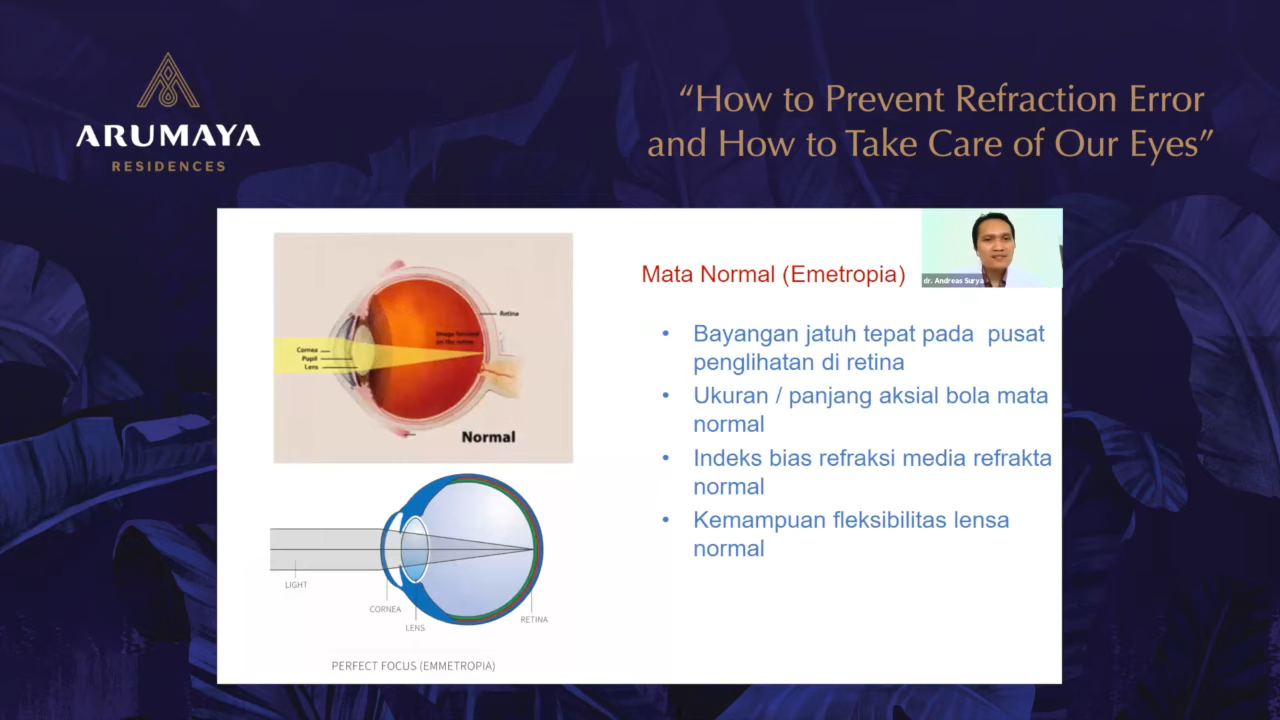 ARUMAYA
RESIDENCES
“How to Prevent Refraction Error
and How to Take Care of Our Eyes”
Retina
Image focused
on the retina
Cornea
Pupil
Lens
Normal
LIGHT
CORNEA
LENS
RETINA
PERFECT FOCUS (EMMETROPIA)
Mata Normal (Emetropia)
dr. Andreas Surya
• Bayangan jatuh tepat pada pusat
penglihatan di retina
• Ukuran / panjang aksial bola mata
normal
• Indeks bias refraksi media refrakta
normal
• Kemampuan fleksibilitas lensa
normal